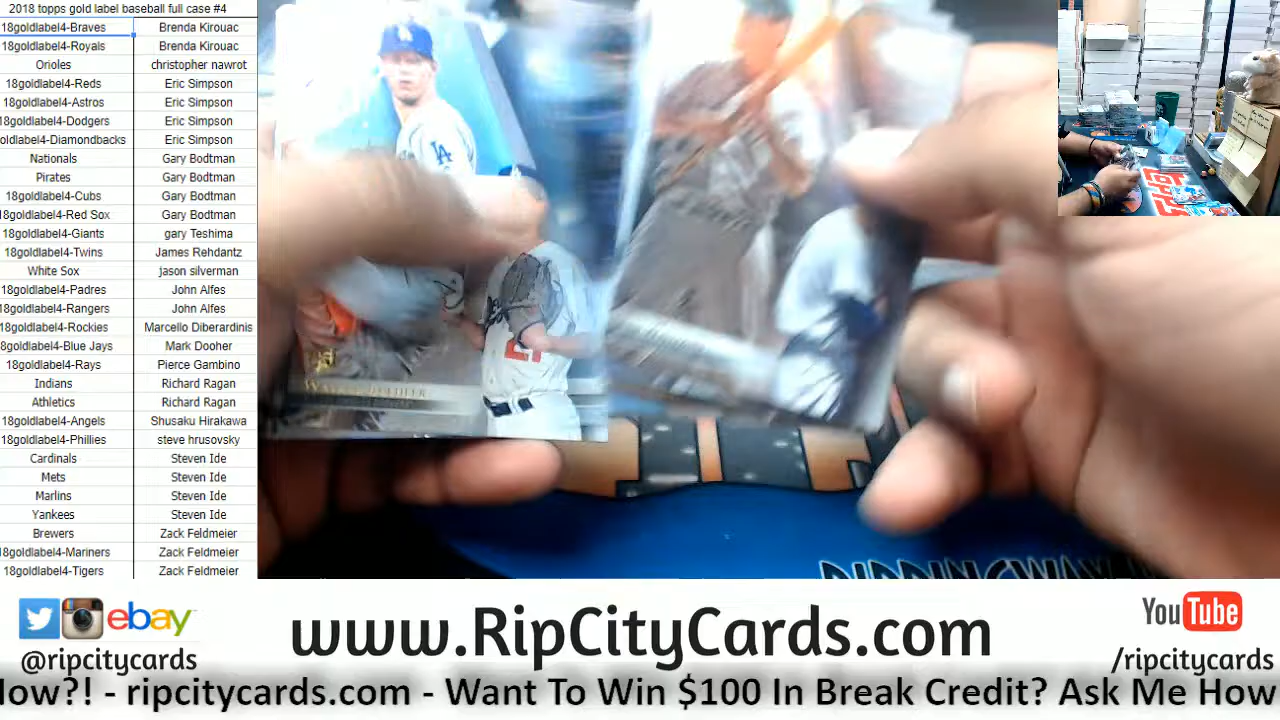 2018 topps gold label baseball full case #4
18goldlabel4-Braves Brenda Kirouac
18goldlabel4-Royals Brenda Kirouac
Orioles christopher nawrot
18goldlabel4-Reds Eric Simpson
18goldlabel4-Astros Eric Simpson
18goldlabel4-Dodgers Eric Simpson
oldlabel4-Diamondbacks Eric Simpson
Nationals Gary Bodtman
Pirates Gary Bodtman
18goldlabel4-Cubs Gary Bodtman
18goldlabel4-Red Sox Gary Bodtman
18goldlabel4-Giants gary Teshima
18goldlabel4-Twins James Rehdantz
White Sox jason silverman
18goldlabel4-Padres John Alfes
18goldlabel4-Rangers John Alfes
18goldlabel4-Rockies Marcello Diberardinis
8goldlabel4-Blue Jays Mark Dooher
18goldlabel4-Rays Pierce Gambino
Indians Richard Ragan
Athletics Richard Ragan
18goldlabel4-Angels Shusaku Hirakawa
18goldlabel4-Phillies steve hrusovsky
Cardinals Steven Ide
Mets Steven Ide
Marlins Steven Ide
Yankees Steven Ide
Brewers Zack Feldmeier
8goldlabel4-Mariners Zack Feldmeier
18goldlabel4-Tigers Zack Feldmeier
LA
ebay
@ripcitycards
www.RipCityCards.com
YouTube
/ripcitycards
How?! - ripcitycards.com - Want To Win $100 In Break Credit? Ask Me How